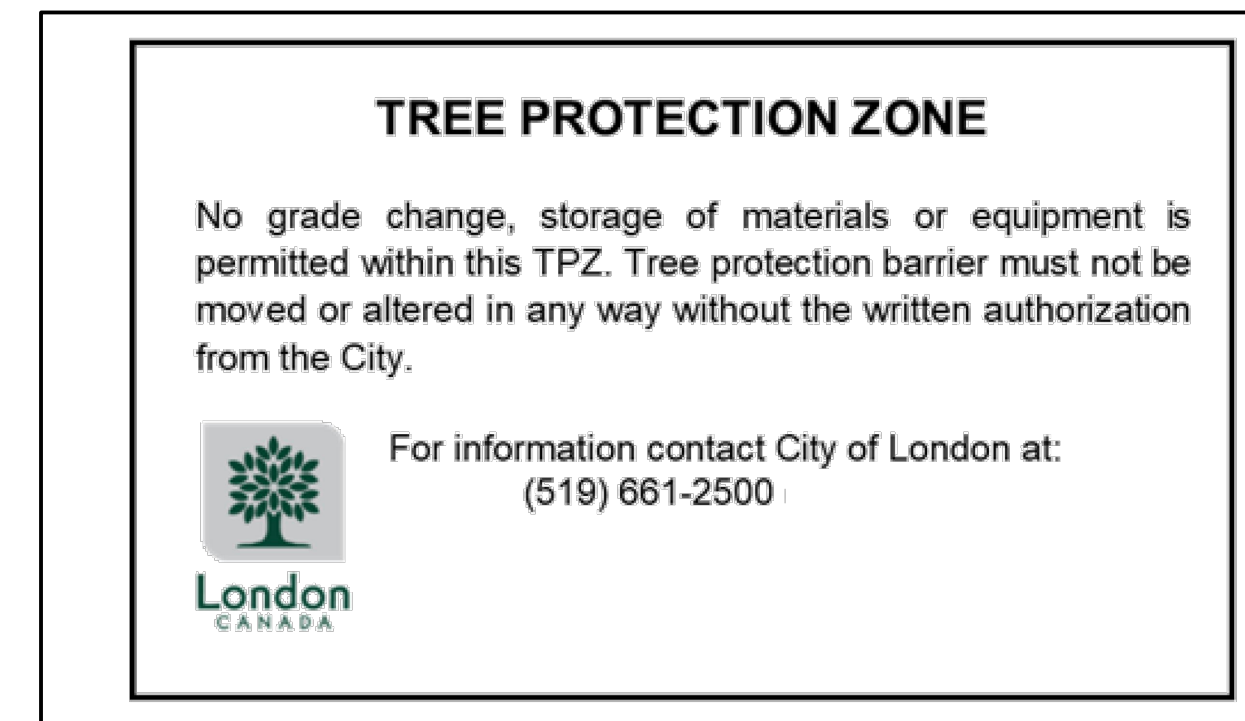 TREE PROTECTION ZONE
No grade change, storage of materials or equipment is
permitted within this TPZ. Tree protection barrier must not be
moved or altered in any way without the written authorization
from the City.
For information contact City of London at:
(519) 661-2500
London
CANADA